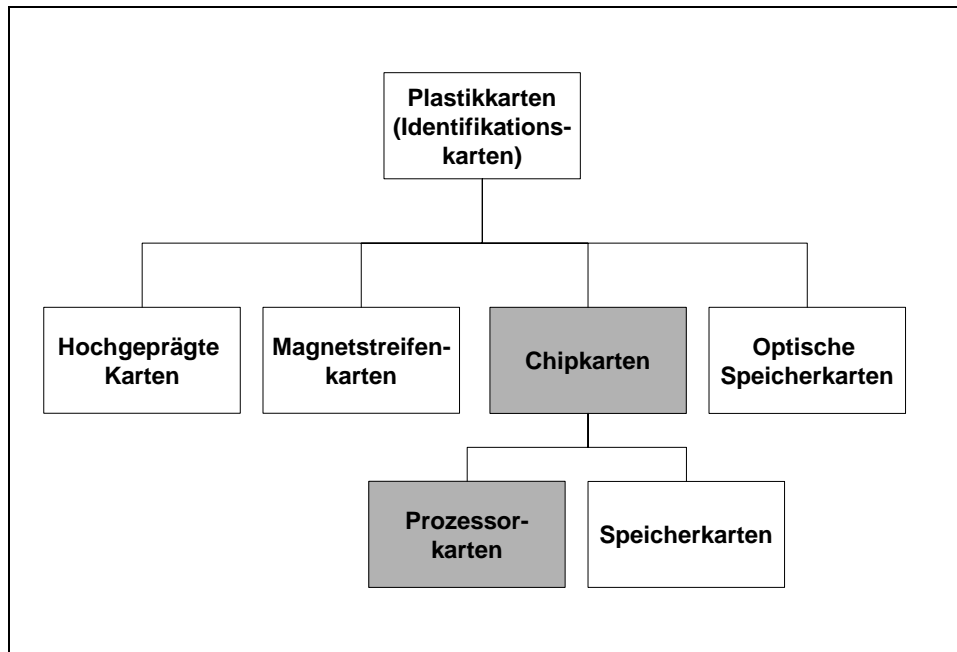 Plastikkarten
(Identifikations-
karten)
Hochgeprägte
Karten
Magnetstreifen-
karten
Chipkarten
Optische
Speicherkarten
Prozessor-
karten
Speicherkarten